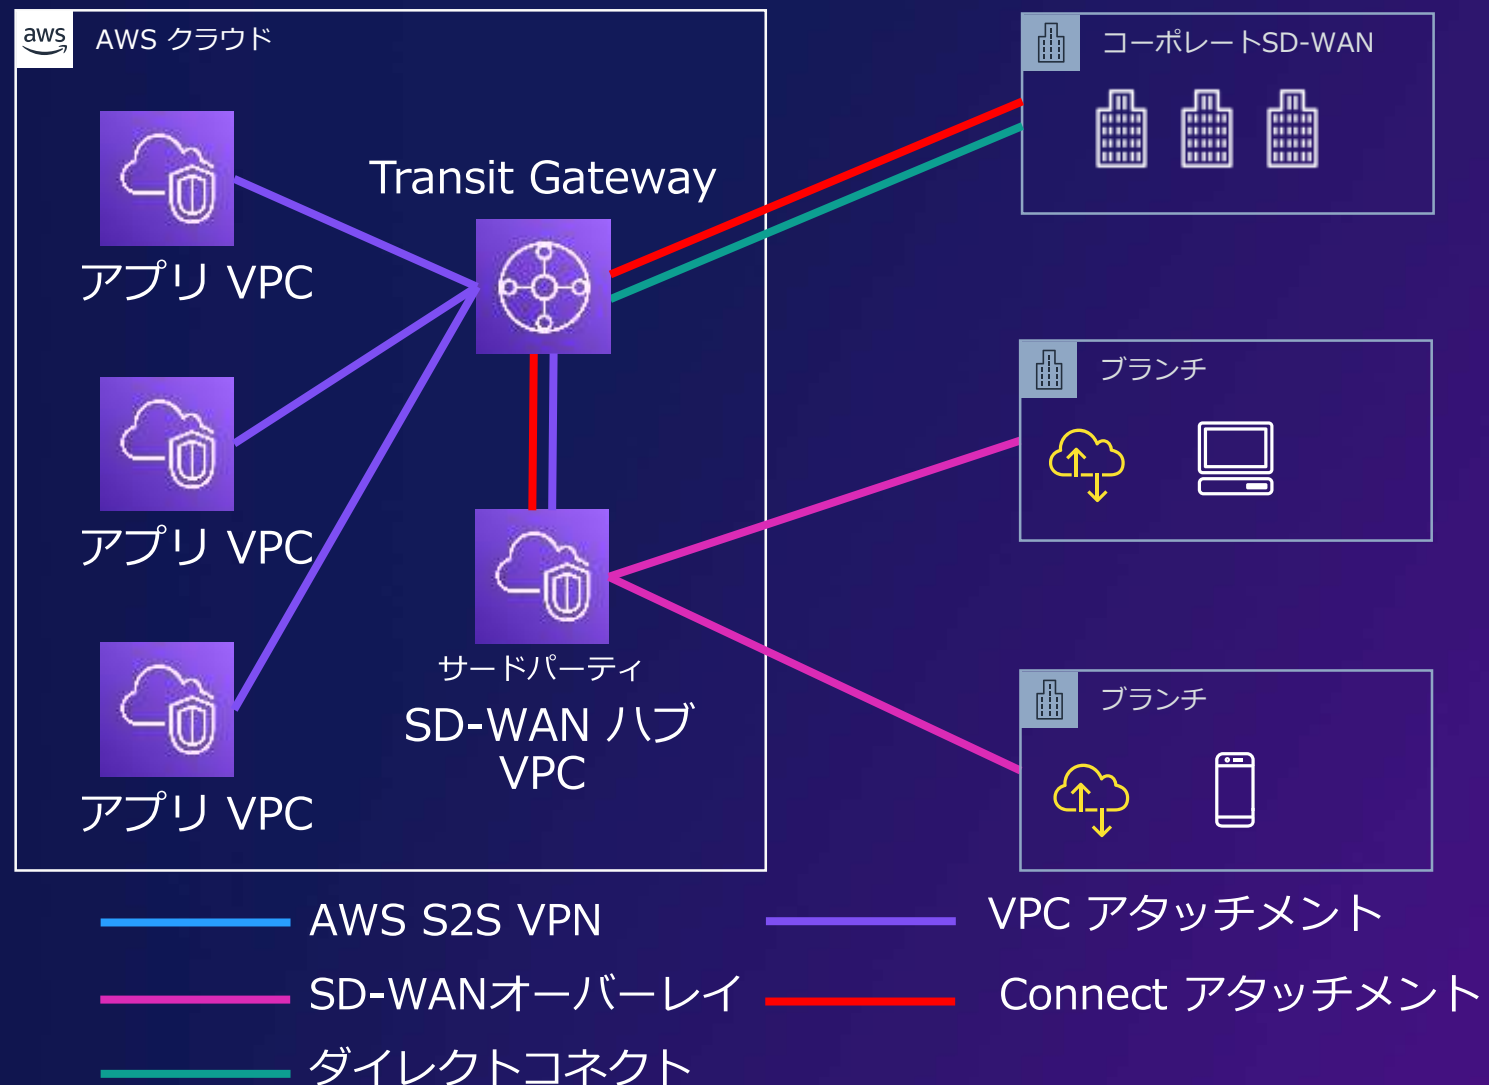 aws
AWS クラウド
コーポレートSD-WAN
Transit Gateway
アプリ VPC
ブランチ
アプリ VPC
サードパーティ
SD-WAN ハブ
VPC
ブランチ
アプリ VPC
AWS S2S VPN
VPC アタッチメント
SD-WANオーバーレイ
Connect アタッチメント
ダイレクトコネクト